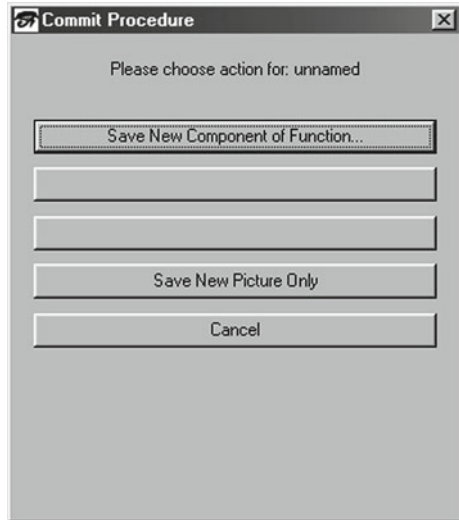 Commit Procedure
Please choose action for: unnamed
Save New Component of Function...
Save New Picture Only
Cancel